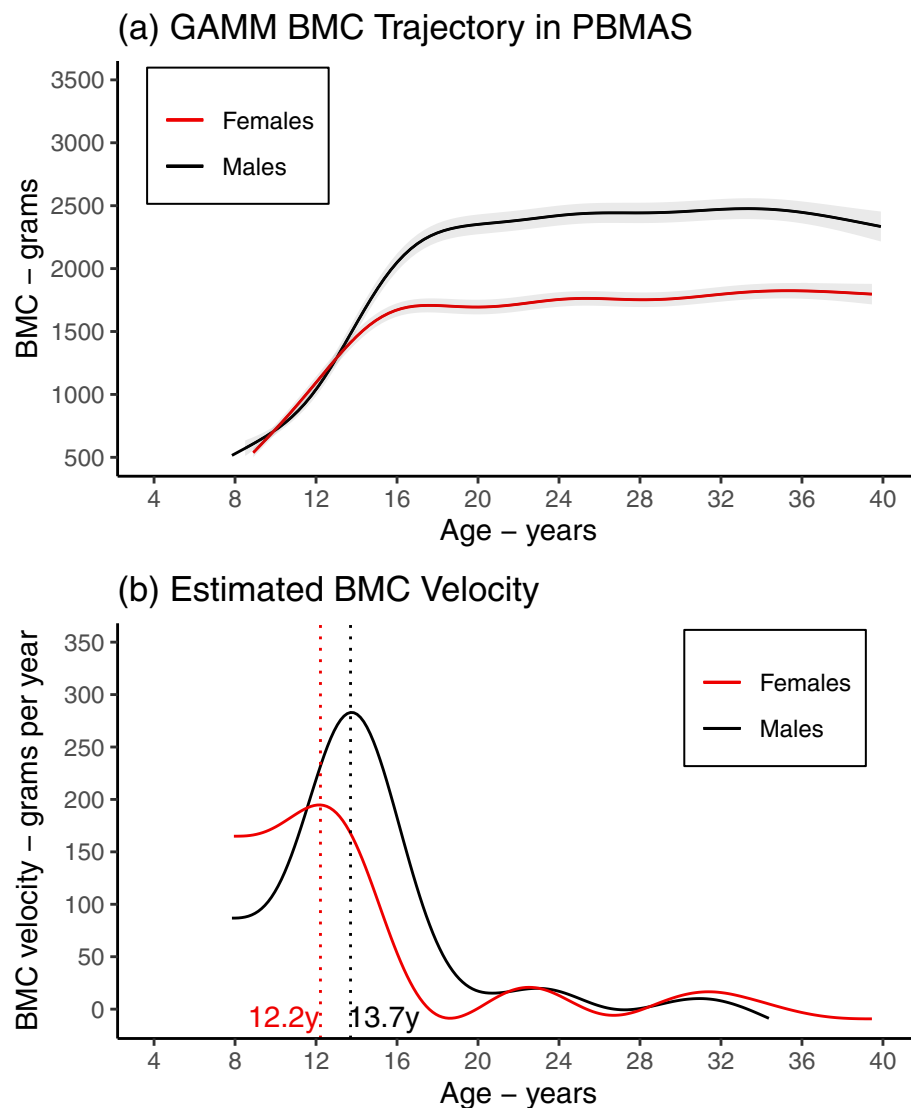 (a) GAMM BMC Trajectory in PBMAS
3500
3000
2500
2000
1500
1000
500
BMC – grams
Females
Males
4 8 12 16 20 24 28 32 36 40
Age – years
(b) Estimated BMC Velocity
350
300
250
200
150
100
50
0
BMC velocity – grams per year
Females
Males
12.2y 13.7y
4 8 12 16 20 24 28 32 36 40
Age – years